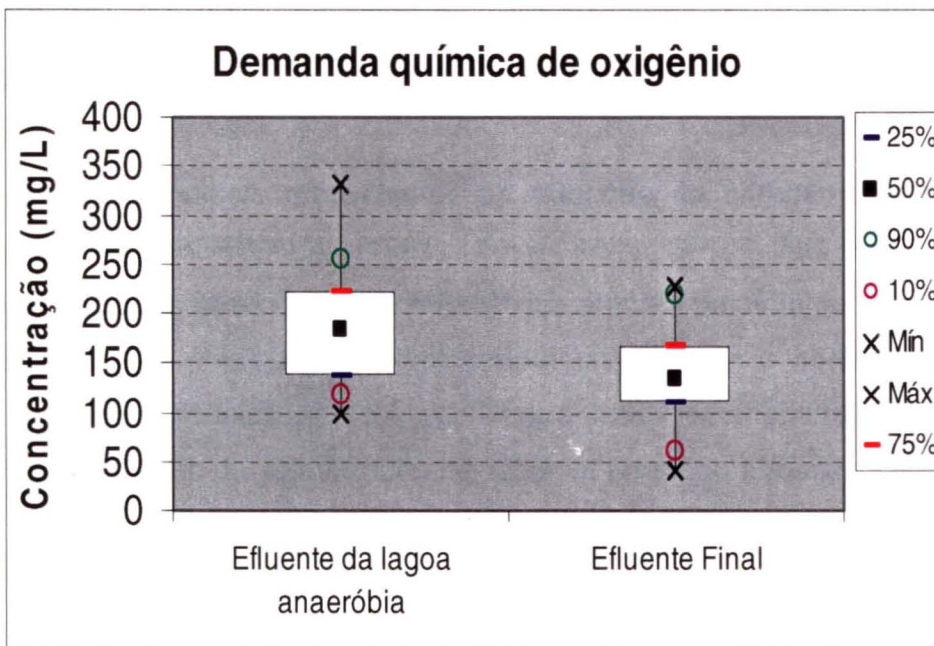 Demanda química de oxigênio
Concentração (mg/L)
400
350
300
250
200
150
100
50
0
Efluente da lagoa
anaeróbia
Efluente Final
25%
50%
90%
10%
Mín
Máx
75%